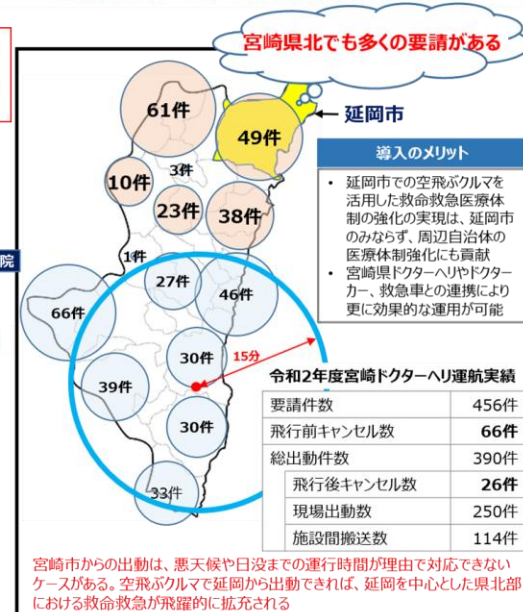 宮崎県北でも多くの要請がある
61件
49件
延岡市
10件
3件
23件
38件
院
1件
27件
46件
66件
30件
15分
39件
30件
33件
導入のメリット
• 延岡市での空飛ぶクルマを
活用した救命救急医療体
制の強化の実現は、延岡市
のみならず、周辺自治体の
医療体制強化にも貢献
• 宮崎県ドクターヘリやドクター
カー、救急車との連携により
更に効果的な運用が可能
令和2年度宮崎ドクターヘリ運航実績
要請件数 456件
飛行前キャンセル数 66件
総出動件数 390件
飛行後キャンセル数 26件
現場出動数 250件
施設間搬送数 114件
宮崎市からの出動は、悪天候や日没までの運行時間が理由で対応できない
ケースがある。空飛ぶクルマで延岡から出動できれば、延岡を中心とした県北部
における救命救急が飛躍的に拡充される